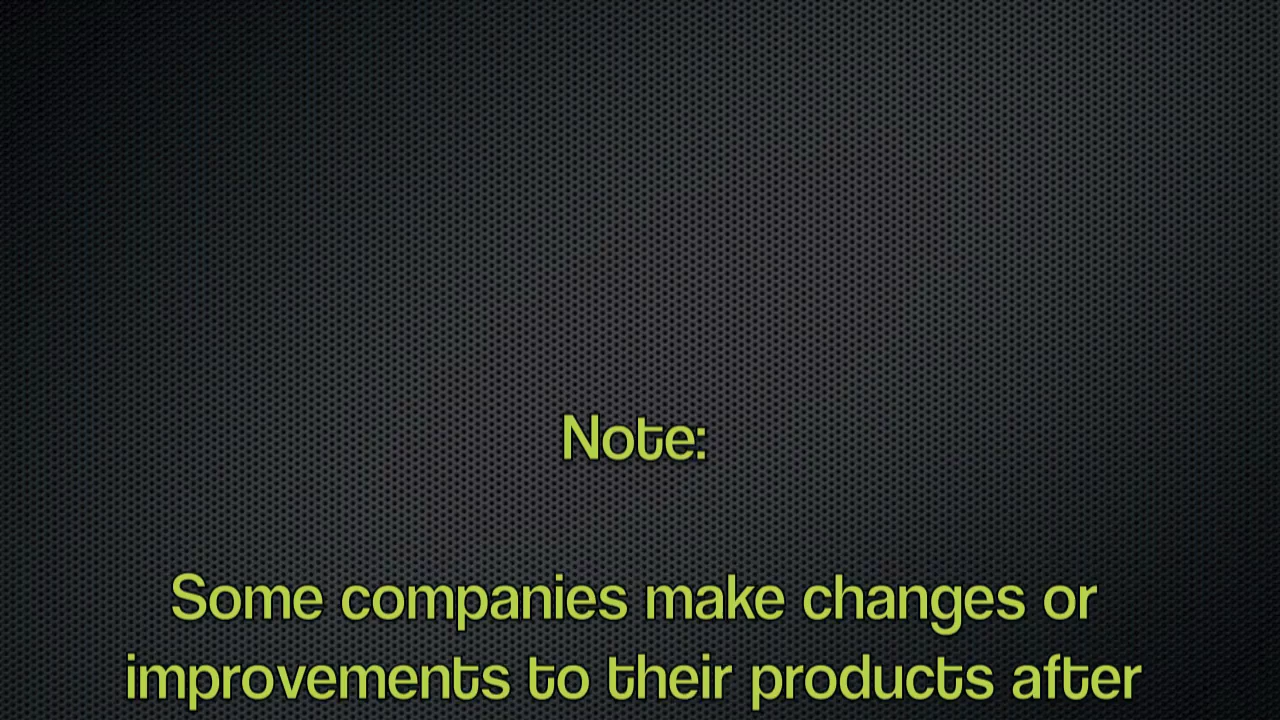 Note:
Some companies make changes or
improvements to their products after